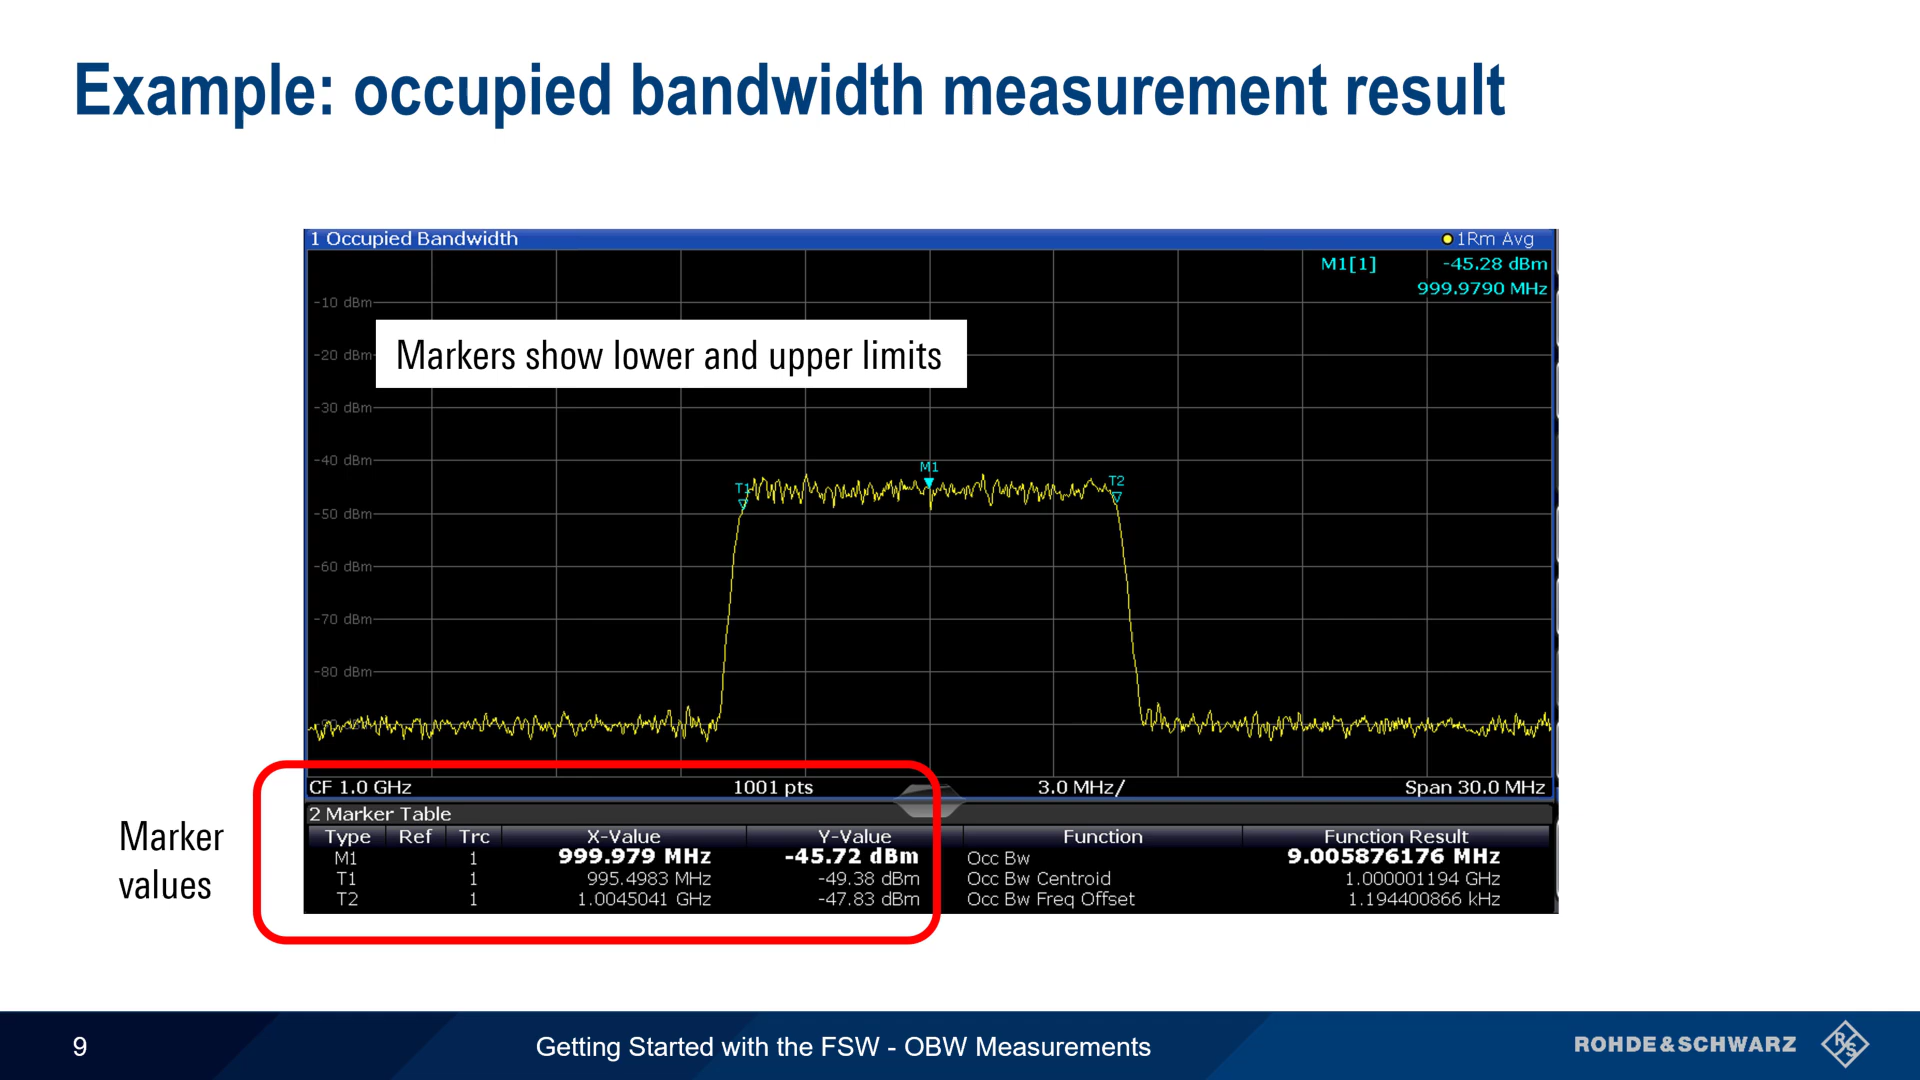 Example: occupied bandwidth measurement result
1 Occupied Bandwidth 1Rm Avg
M1[1] -45.28 dBm
999.9790 MHz
-10 dBm
Markers show lower and upper limits
-20 dBm
-30 dBm
-40 dBm
M1
T1
T2
-50 dBm
-60 dBm
-70 dBm
-80 dBm
CF 1.0 GHz 1001 pts 3.0 MHz/ Span 30.0 MHz
2 Marker Table
Type Ref Trc X-Value Y-Value Function Function Result
M1 1 999.979 MHz -45.72 dBm Occ Bw 9.005876176 MHz
T1 1 995.4983 MHz -49.38 dBm Occ Bw Centroid 1.000001194 GHz
T2 1 1.0045041 GHz -47.83 dBm Occ Bw Freq Offset 1.194400866 kHz
Marker
values
9 Getting Started with the FSW - OBW Measurements ROHDE&SCHWARZ
R&S